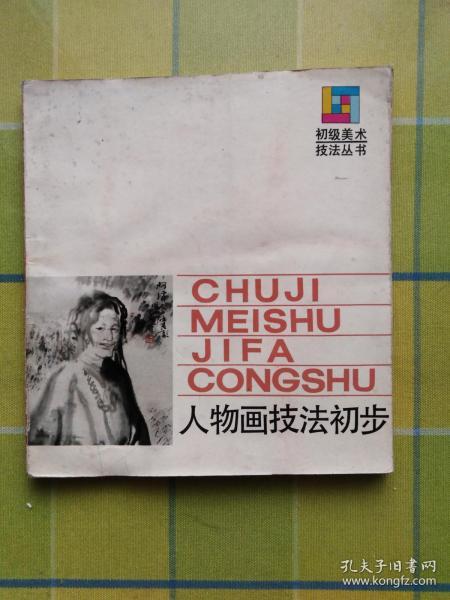 初级美术
技法丛书
CHUJI
MEISHU
JIFA
CONGSHU
人物画技法初步
孔夫子旧书网
www.kongfz.com